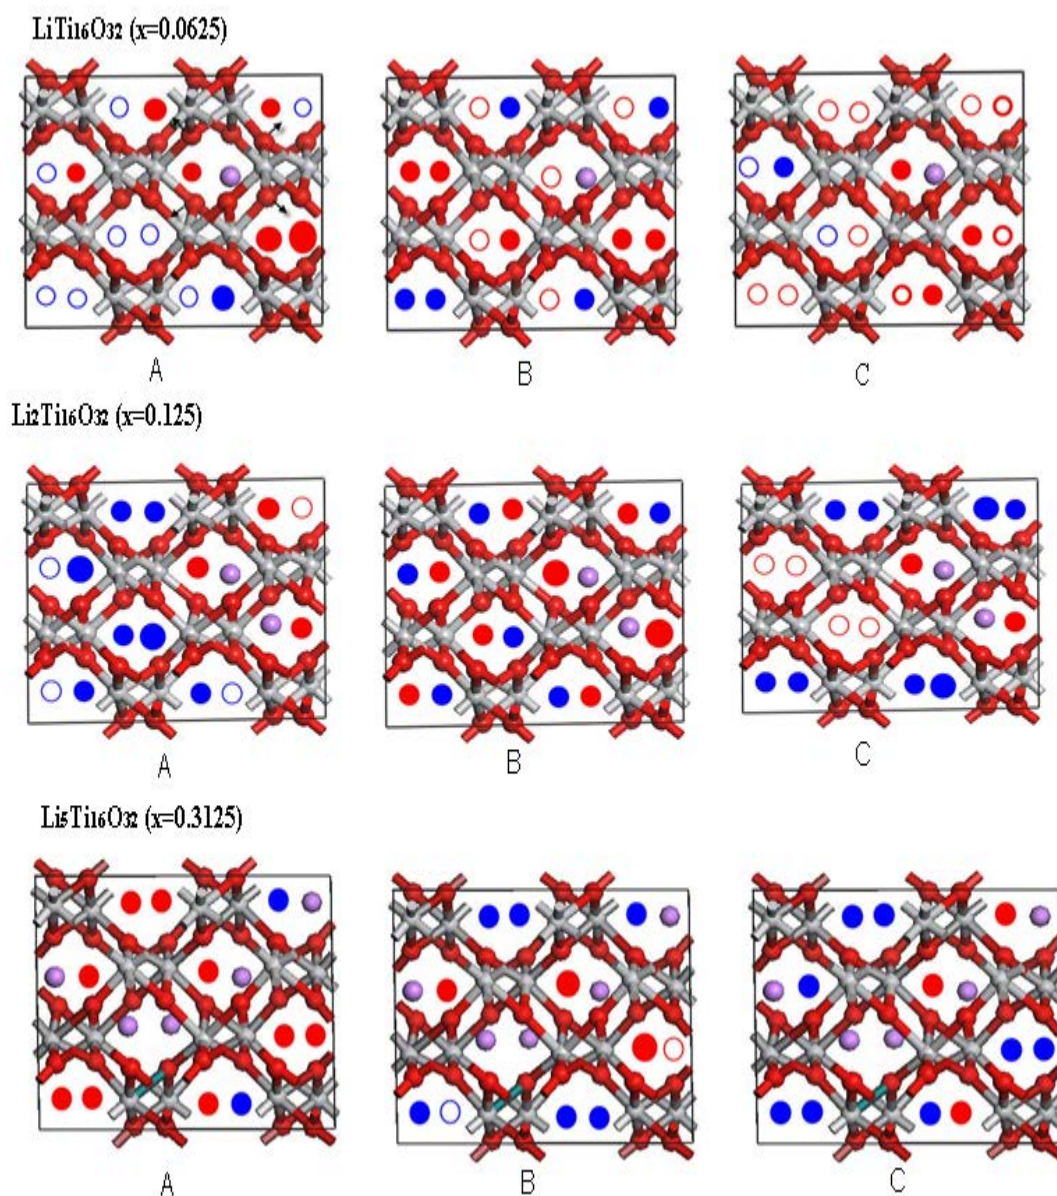 LiTi16O32 (x=0.0625)
A B C
Li2Ti16O32 (x=0.125)
A B C
Li5Ti16O32 (x=0.3125)
A B C